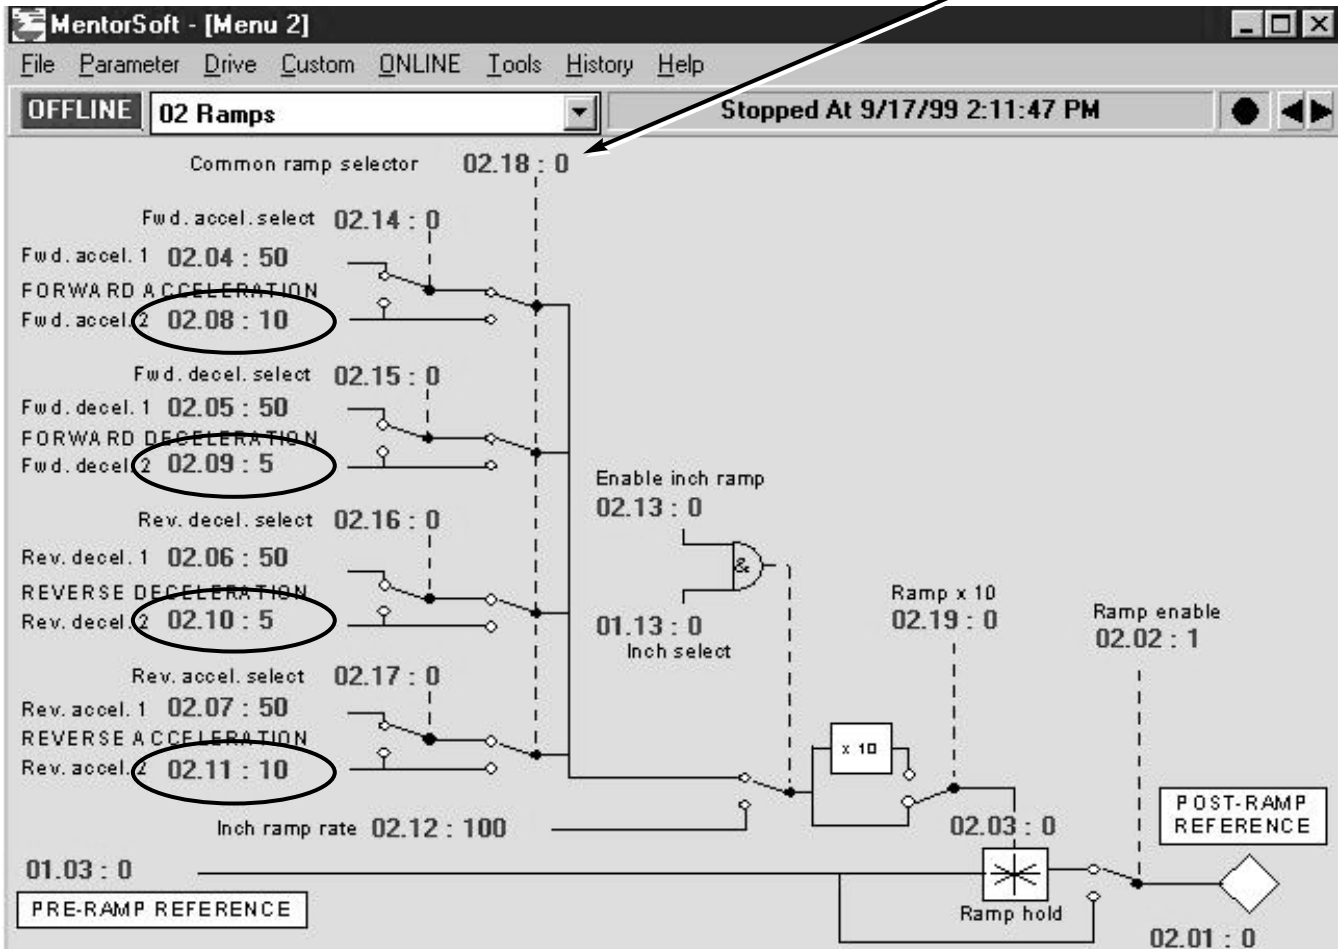 MentorSoft - [Menu 2]
File Parameter Drive Custom ONLINE Tools History Help
OFFLINE 02 Ramps Stopped At 9/17/99 2:11:47 PM
Common ramp selector 02.18 : 0
Fwd. accel. select 02.14 : 0
Fwd. accel. 1 02.04 : 50
FORWARD ACCELERATION
Fwd. accel. 2 02.08 : 10
Fwd. decel. select 02.15 : 0
Fwd. decel. 1 02.05 : 50
FORWARD DECELERATION
Fwd. decel. 2 02.09 : 5
Enable inch ramp
02.13 : 0
Rev. decel. select 02.16 : 0
Rev. decel. 1 02.06 : 50
&
REVERSE DECELERATION
Rev. decel. 2 02.10 : 5
01.13 : 0
Inch select
Ramp x 10
02.19 : 0
Ramp enable
02.02 : 1
Rev. accel. select 02.17 : 0
Rev. accel. 1 02.07 : 50
REVERSE ACCELERATION
Rev. accel. 2 02.11 : 10
x 10
Inch ramp rate 02.12 : 100
02.03 : 0
POST-RAMP
REFERENCE
01.03 : 0
PRE-RAMP REFERENCE
Ramp hold
02.01 : 0